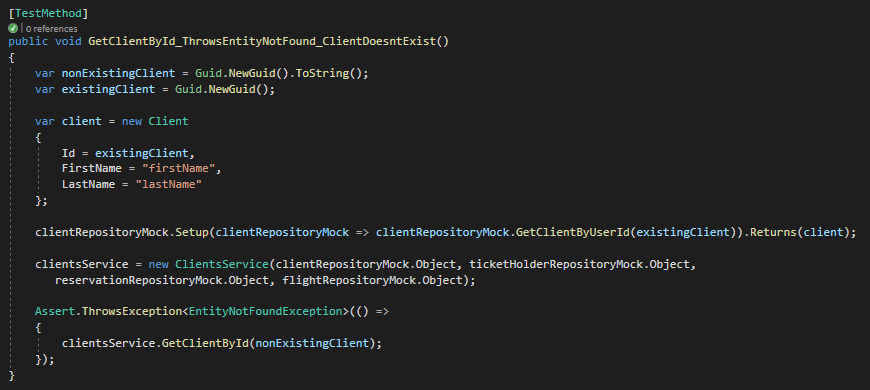 [TestMethod]
| 0 references
public void GetClientById_ThrowsEntityNotFound_ClientDoesntExist()
{
    var nonExistingClient = Guid.NewGuid().ToString();
    var existingClient = Guid.NewGuid();

    var client = new Client
    {
        Id = existingClient,
        FirstName = "firstName",
        LastName = "lastName"
    };

    clientRepositoryMock.Setup(clientRepositoryMock => clientRepositoryMock.GetClientByUserId(existingClient)).Returns(client);

    clientsService = new ClientsService(clientRepositoryMock.Object, ticketHolderRepositoryMock.Object,
       reservationRepositoryMock.Object, flightRepositoryMock.Object);

    Assert.ThrowsException<EntityNotFoundException>(() =>
    {
        clientsService.GetClientById(nonExistingClient);
    });
}